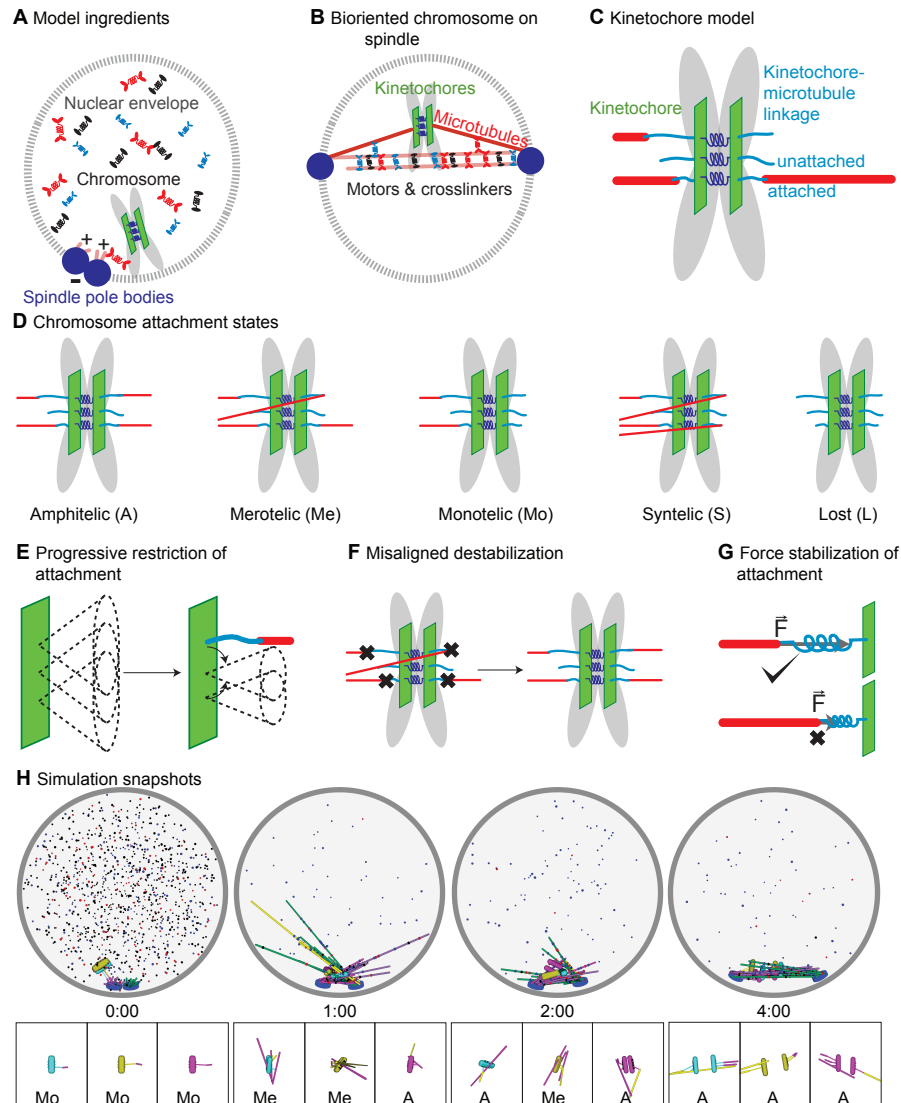 A Model ingredients
Nuclear envelope
Chromosome
+
+
-
Spindle pole bodies
B Bioriented chromosome on
spindle
Kinetochores
Microtubules
Motors & crosslinkers
C Kinetochore model
Kinetochore
Kinetochore-
microtubule
linkage
unattached
attached
D Chromosome attachment states
Amphitelic (A)
Merotelic (Me)
Monotelic (Mo)
Syntelic (S)
Lost (L)
E Progressive restriction of
attachment
F Misaligned destabilization
G Force stabilization of
attachment
F
F
H Simulation snapshots
0:00
1:00
2:00
4:00
Mo Mo Mo Me Me A A Me A A A A